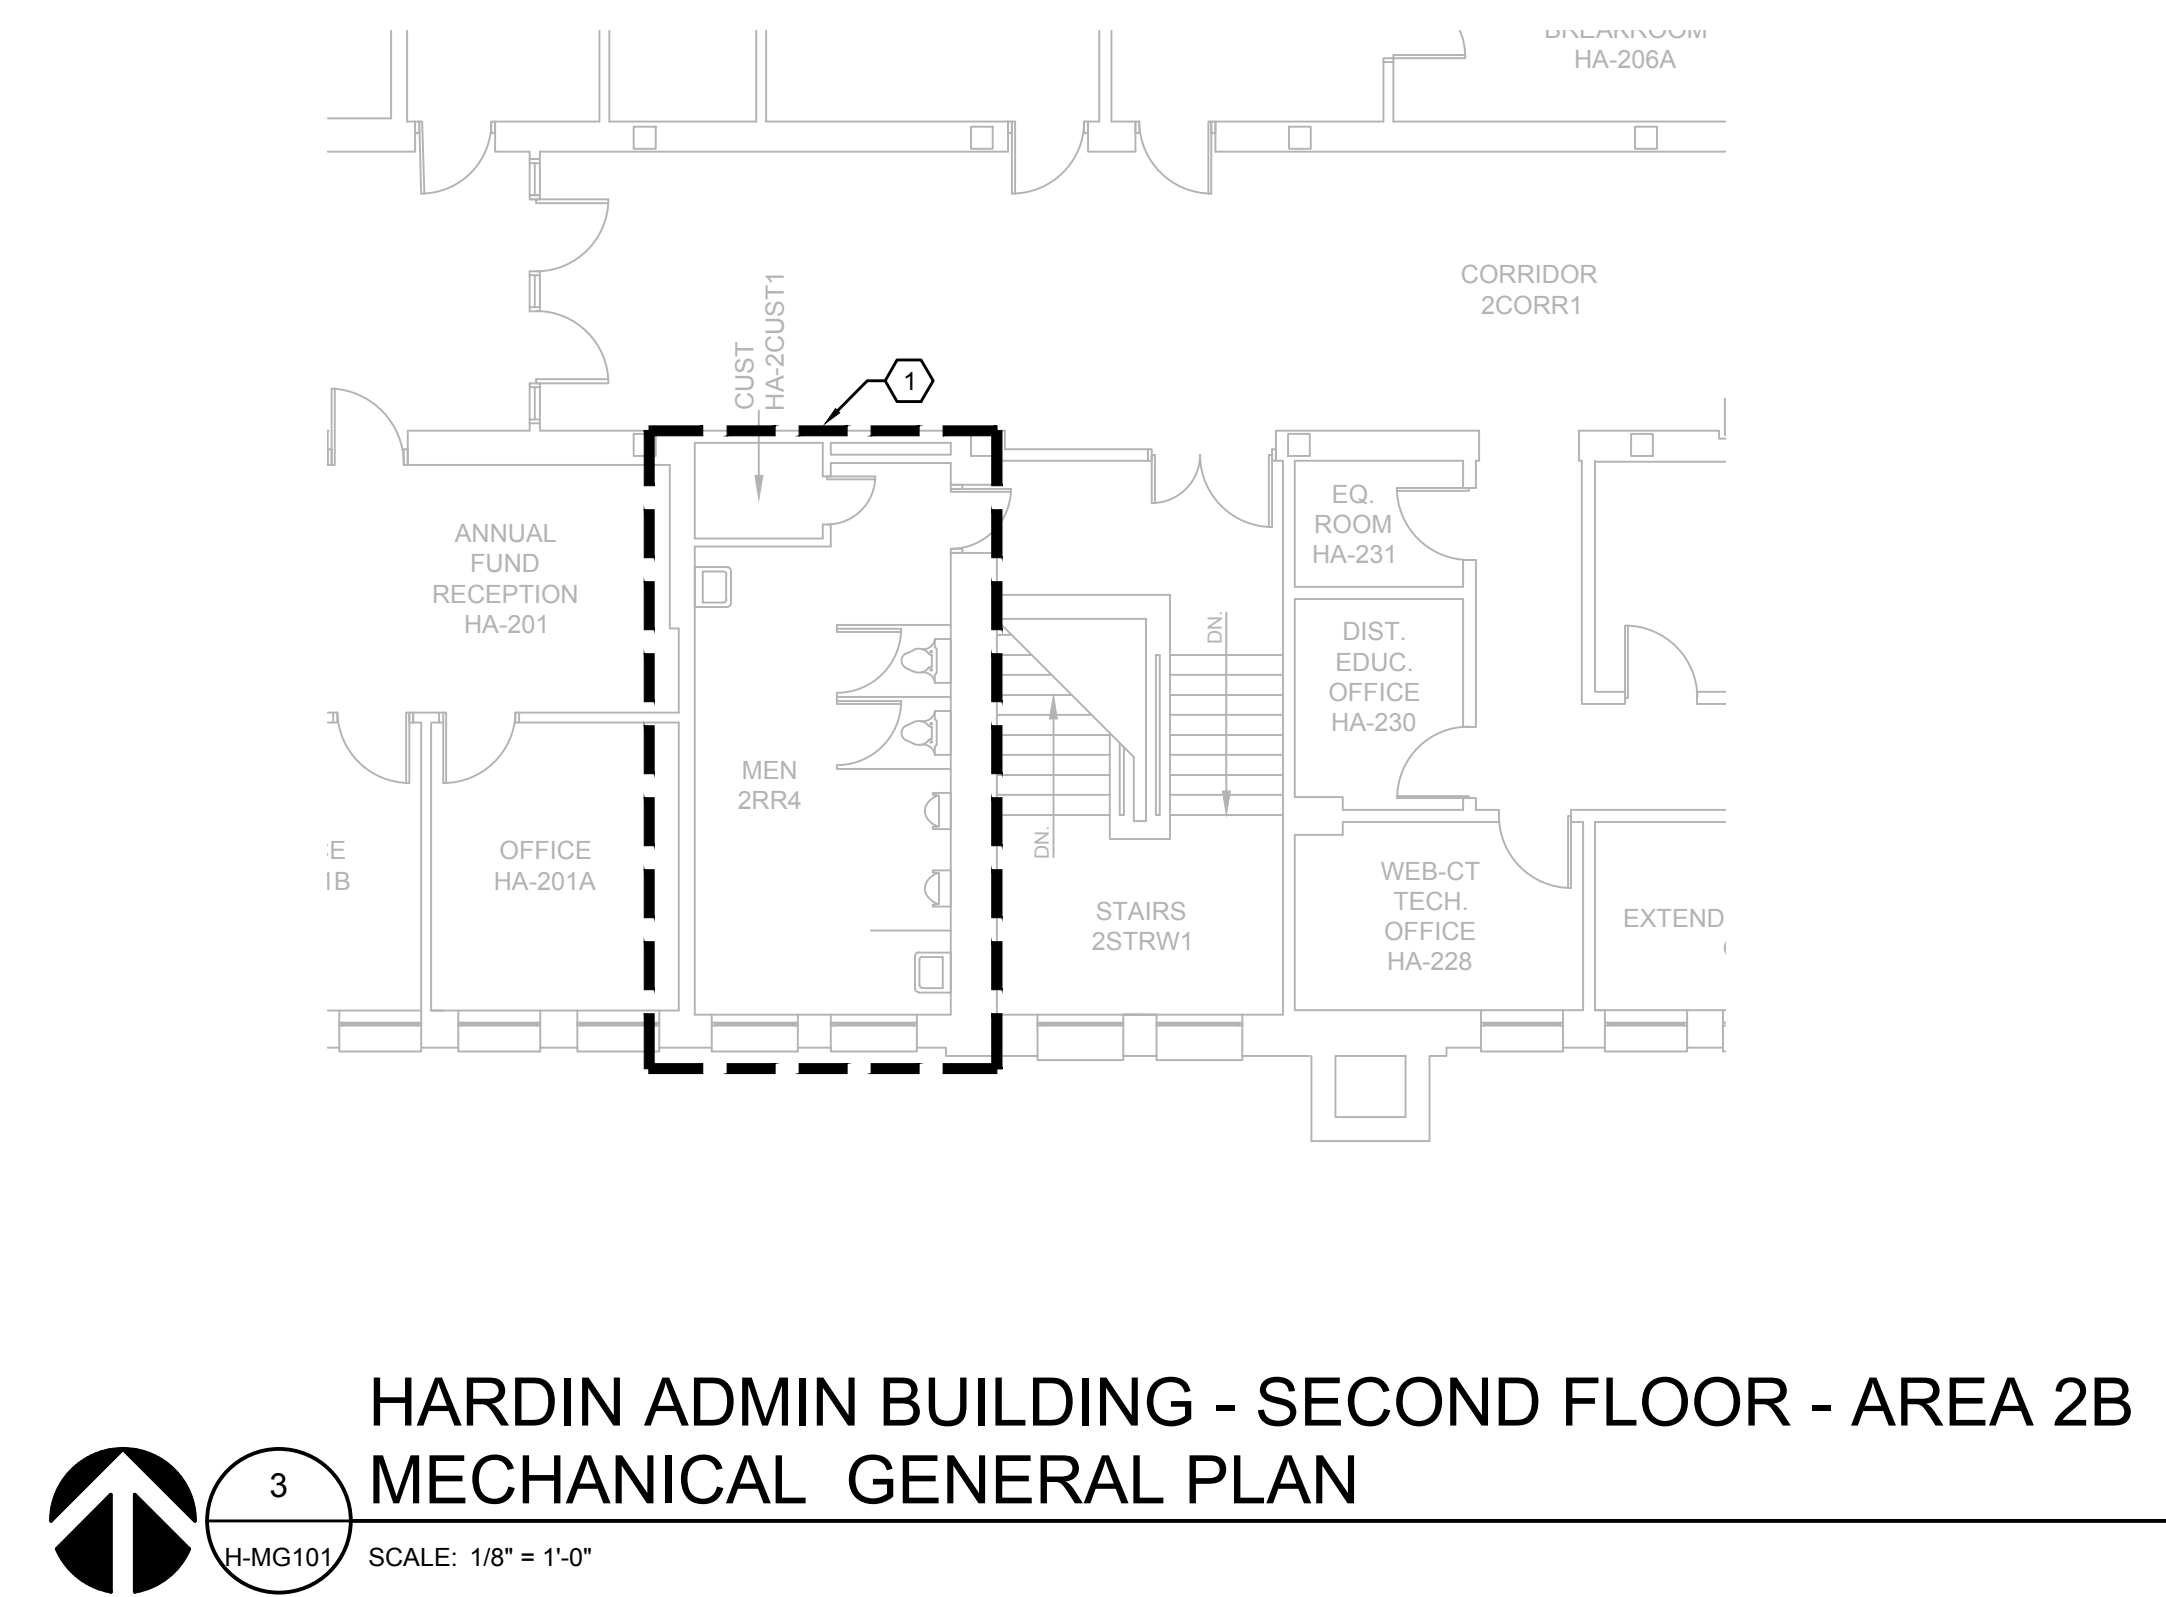 HA-206A
CORRIDOR
2CORR1
CUST
HA-2CUST1
1
EQ.
ROOM
HA-231
ANNUAL
FUND
RECEPTION
HA-201
DN.
DIST.
EDUC.
OFFICE
HA-230
MEN
2RR4
DN.
OFFICE
HA-201A
WEB-CT
TECH.
OFFICE
HA-228
STAIRS
2STRW1
EXTEND
HARDIN ADMIN BUILDING - SECOND FLOOR - AREA 2B
MECHANICAL GENERAL PLAN
3
H-MG101
SCALE: 1/8" = 1'-0"